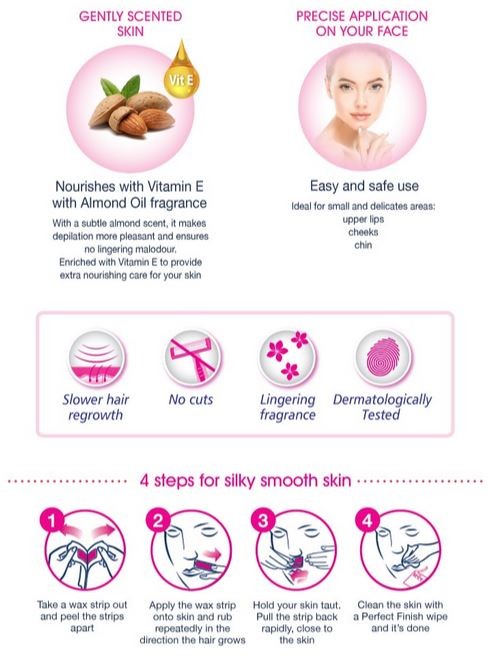 GENTLY SCENTED
SKIN
PRECISE APPLICATION
ON YOUR FACE
Vit E
Nourishes with Vitamin E
with Almond Oil fragrance
With a subtle almond scent, it makes
depilation more pleasant and ensures
no lingering malodour.
Enriched with Vitamin E to provide
extra nourishing care for your skin
Easy and safe use
Ideal for small and delicates areas:
upper lips
cheeks
chin
Slower hair
regrowth
No cuts
Lingering
fragrance
Dermatologically
Tested
4 steps for silky smooth skin
1
Take a wax strip out
and peel the strips
apart
2
Apply the wax strip
onto skin and rub
repeatedly in the
direction the hair grows
3
Hold your skin taut.
Pull the strip back
rapidly, close to
the skin
4
Clean the skin with
a Perfect Finish wipe
and it's done